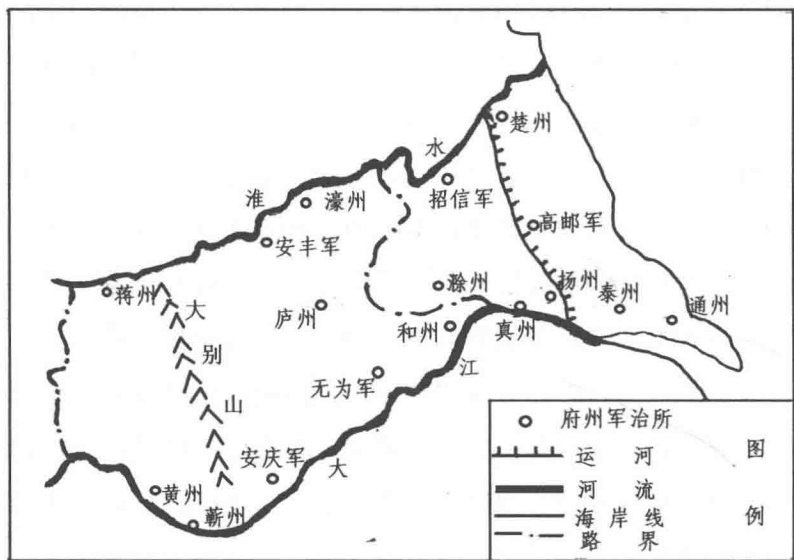 楚州
水
招信军
淮
濠州
高邮军
安丰军
蒋州
大
别
山
庐州
滁州
扬州
泰州
通州
和州
真州
江
无为军
大
安庆军
黄州
蕲州
图
例
府州军治所
运河
河流
海岸线
路界